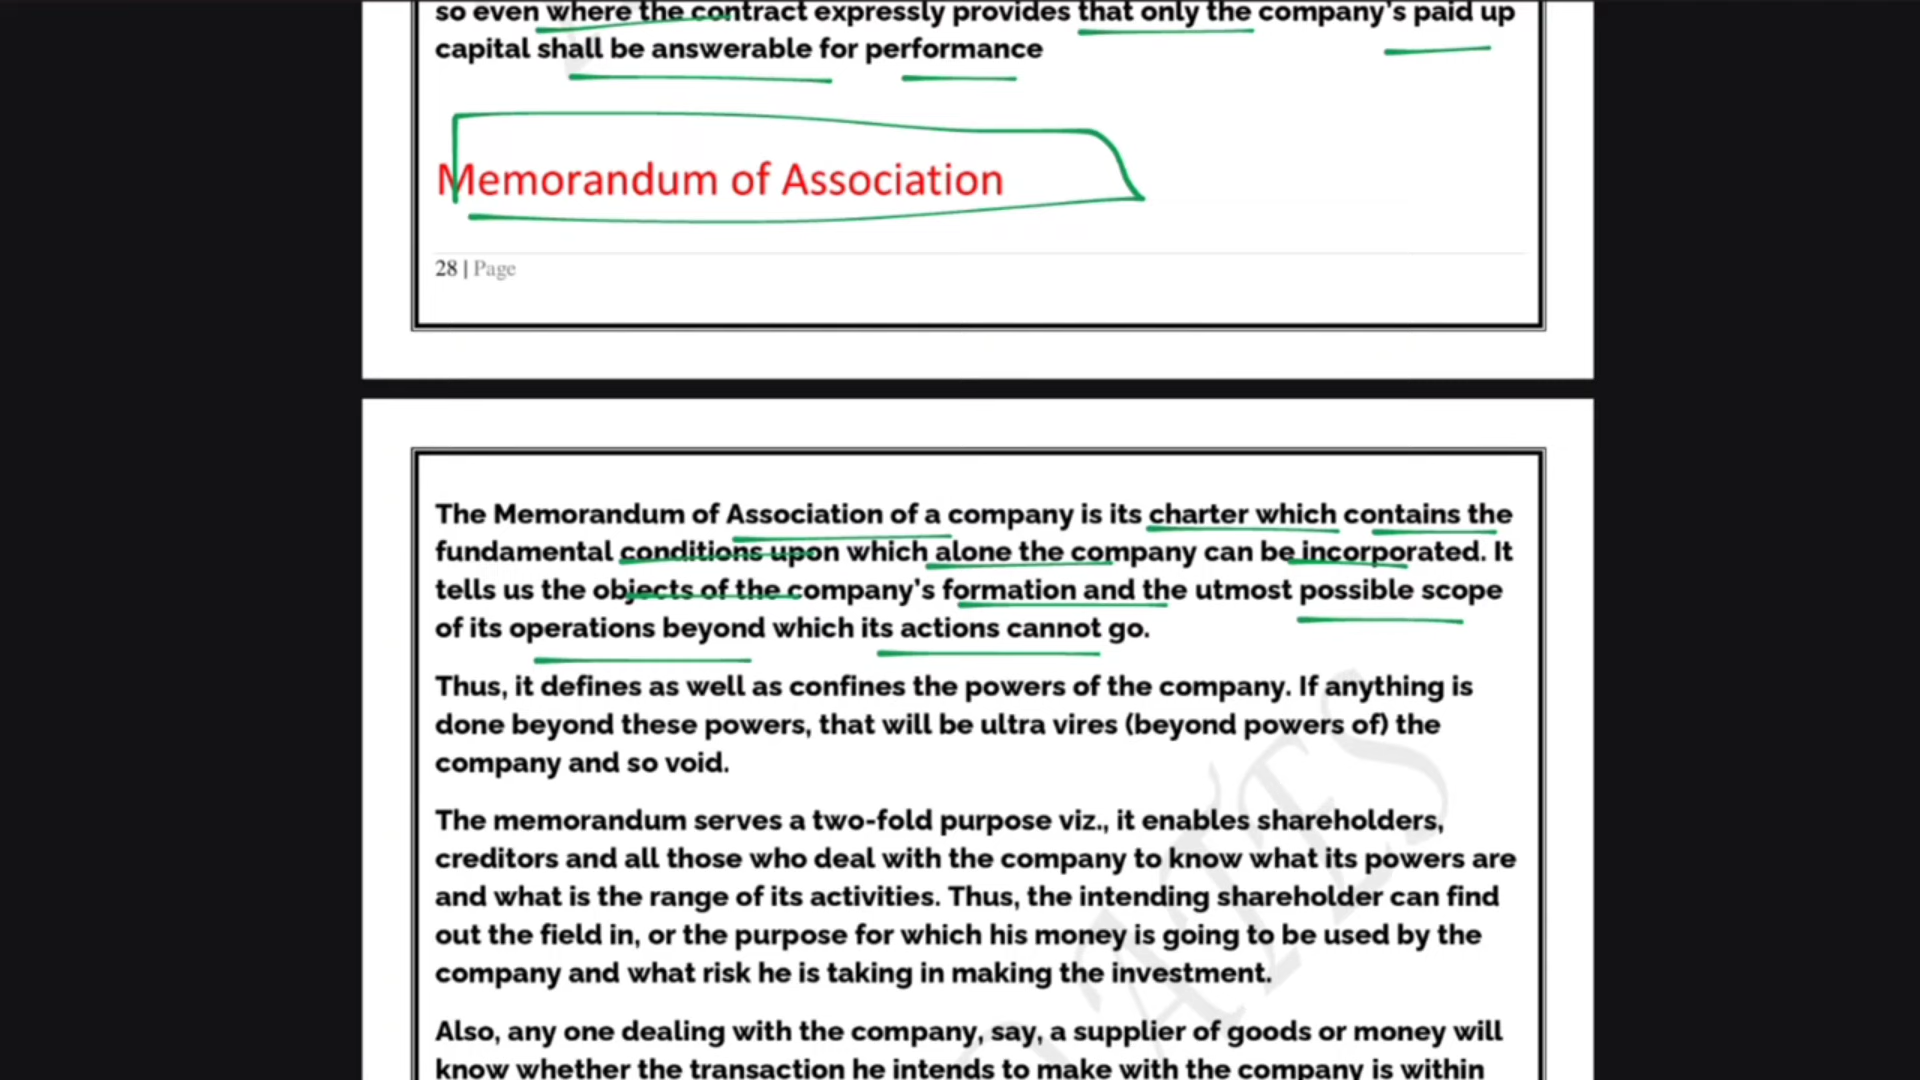 so even where the contract expressly provides that only the company's paid up
capital shall be answerable for performance
Memorandum of Association
28 | Page
The Memorandum of Association of a company is its charter which contains the
fundamental conditions upon which alone the company can be incorporated. It
tells us the objects of the company's formation and the utmost possible scope
of its operations beyond which its actions cannot go.
Thus, it defines as well as confines the powers of the company. If anything is
done beyond these powers, that will be ultra vires (beyond powers of) the
company and so void.
The memorandum serves a two-fold purpose viz., it enables shareholders,
creditors and all those who deal with the company to know what its powers are
and what is the range of its activities. Thus, the intending shareholder can find
out the field in, or the purpose for which his money is going to be used by the
company and what risk he is taking in making the investment.
Also, any one dealing with the company, say, a supplier of goods or money will
know whether the transaction he intends to make with the company is within